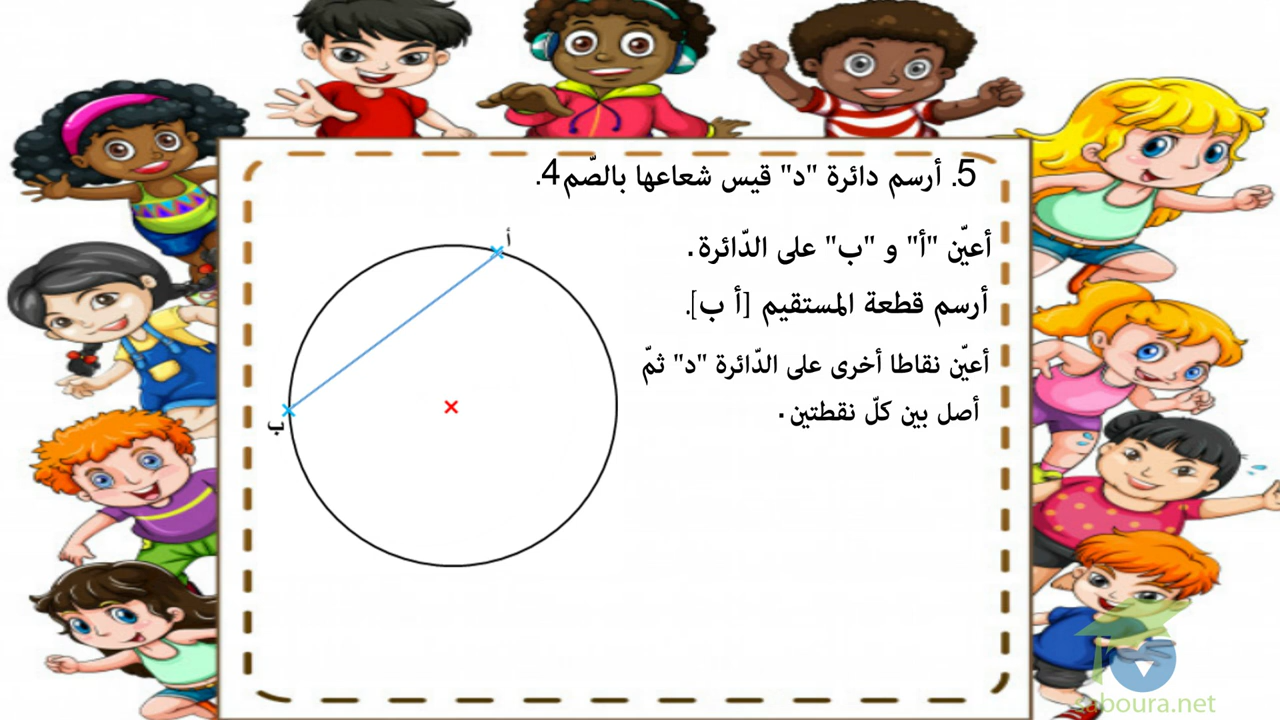 5. أرسم دائرة "د" قيس شعاعها بالصّم4.
أعيّن "أ" و "ب" على الدّائرة.
أرسم قطعة المستقيم [أ ب].
أعيّن نقاطا أخرى على الدّائرة "د" ثمّ
أصل بين كلّ نقطتين.
أ
ب
saboura.net